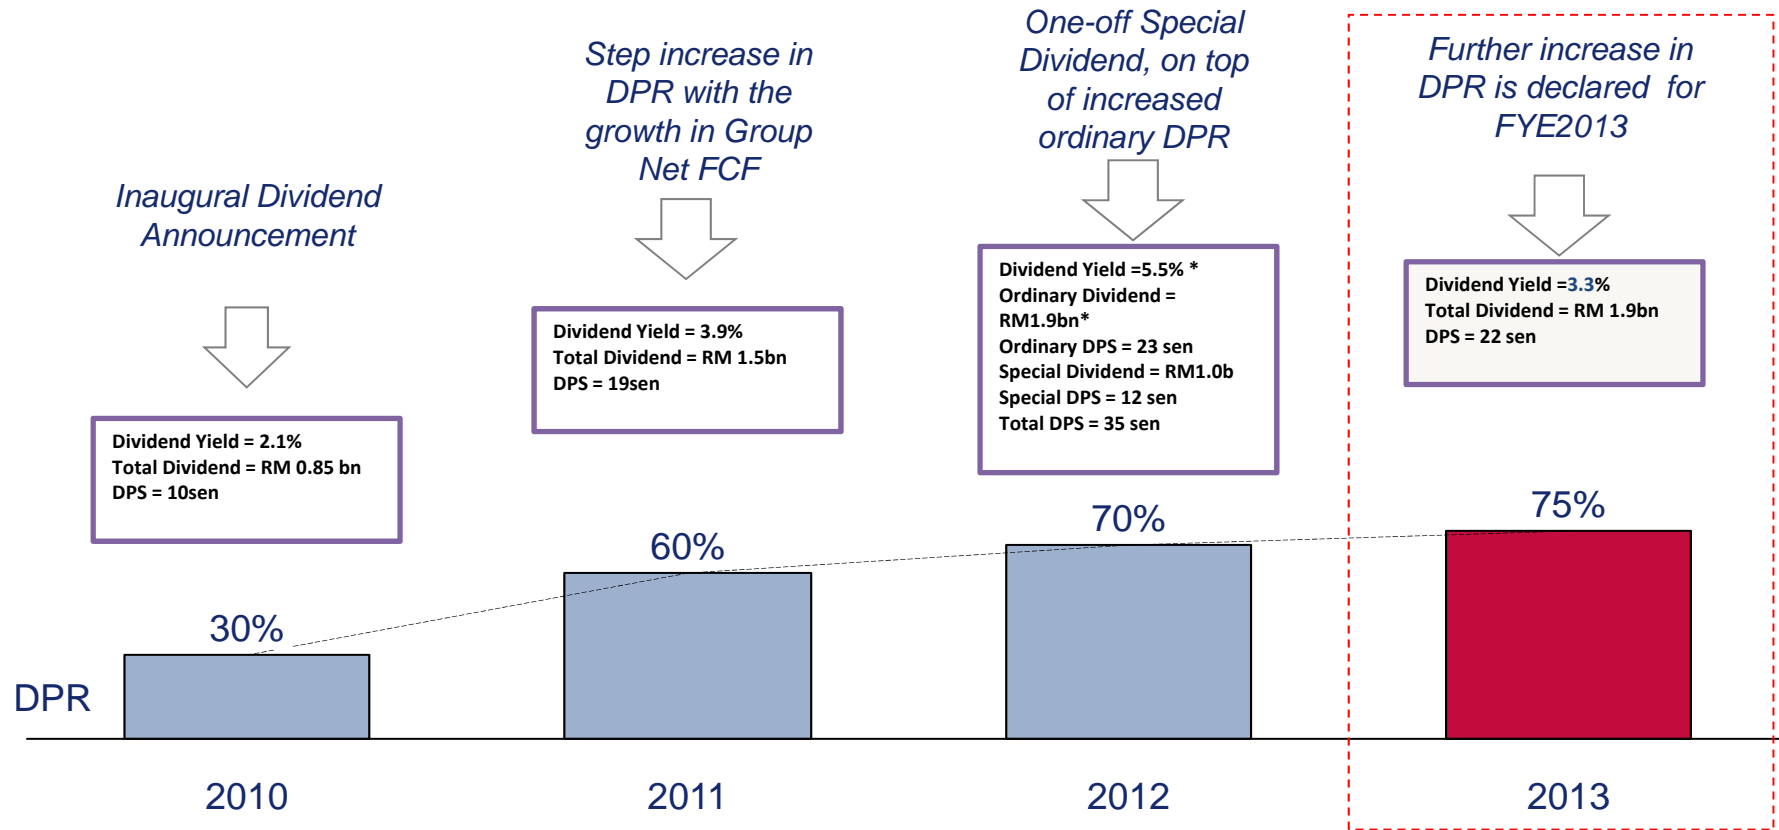 Inaugural Dividend
Announcement
Dividend Yield = 2.1%
Total Dividend = RM 0.85 bn
DPS = 10sen
Step increase in
DPR with the
growth in Group
Net FCF
Dividend Yield = 3.9%
Total Dividend = RM 1.5bn
DPS = 19sen
One-off Special
Dividend, on top
of increased
ordinary DPR
Dividend Yield =5.5% *
Ordinary Dividend =
RM1.9bn*
Ordinary DPS = 23 sen
Special Dividend = RM1.0b
Special DPS = 12 sen
Total DPS = 35 sen
Further increase in
DPR is declared  for
FYE2013
Dividend Yield =3.3%
Total Dividend = RM 1.9bn
DPS = 22 sen
30%
60%
70%
75%
DPR
2010
2011
2012
2013